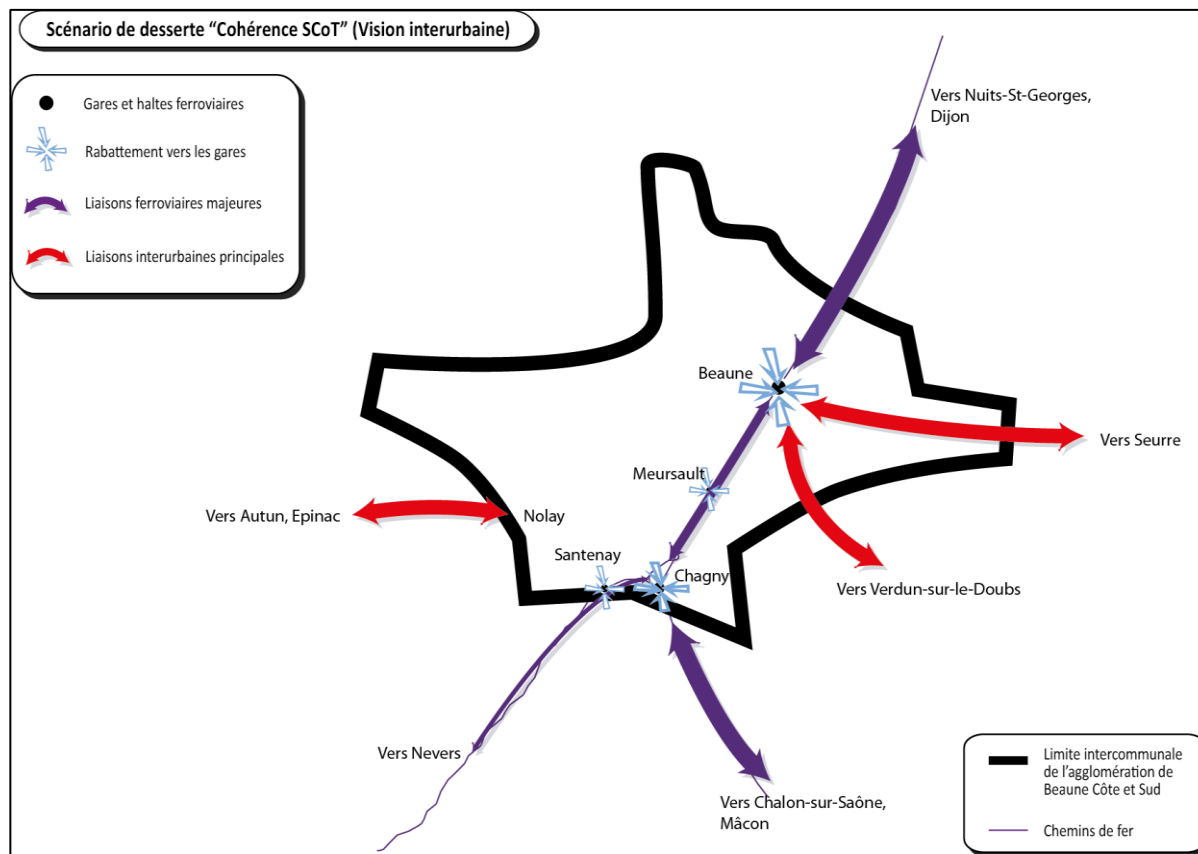 Scénario de desserte “Cohérence SCoT” (Vision interurbaine)
Gares et haltes ferroviaires
Rabattement vers les gares
Liaisons ferroviaires majeures
Liaisons interurbaines principales
Vers Nuits-St-Georges,
Dijon
Beaune
Vers Seurre
Meursault
Vers Autun, Epinac
Nolay
Santenay
Chagny
Vers Verdun-sur-le-Doubs
Vers Nevers
Vers Chalon-sur-Saône,
Mâcon
Limite intercommunale
de l’agglomération de
Beaune Côte et Sud
Chemins de fer